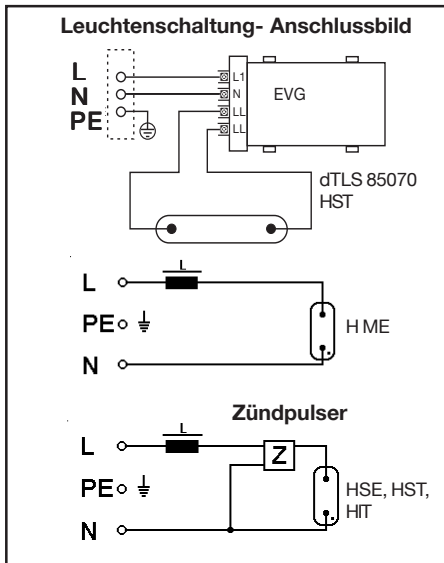 Leuchtenschaltung- Anschlussbild
L
N
PE
L1
N
LL
LL
EVG
dTLS 85070
HST
L
L
PE
N
H ME
Zündpulser
L
L
Z
PE
N
HSE, HST,
HIT